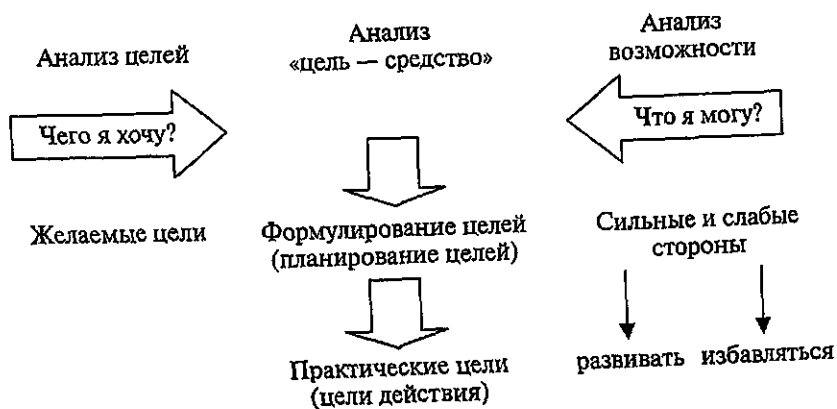 Анализ целей
Анализ
«цель — средство»
Анализ
возможности
Чего я хочу?
Что я могу?
Желаемые цели
Формулирование целей
(планирование целей)
Сильные и слабые
стороны
Практические цели
(цели действия)
развивать избавляться